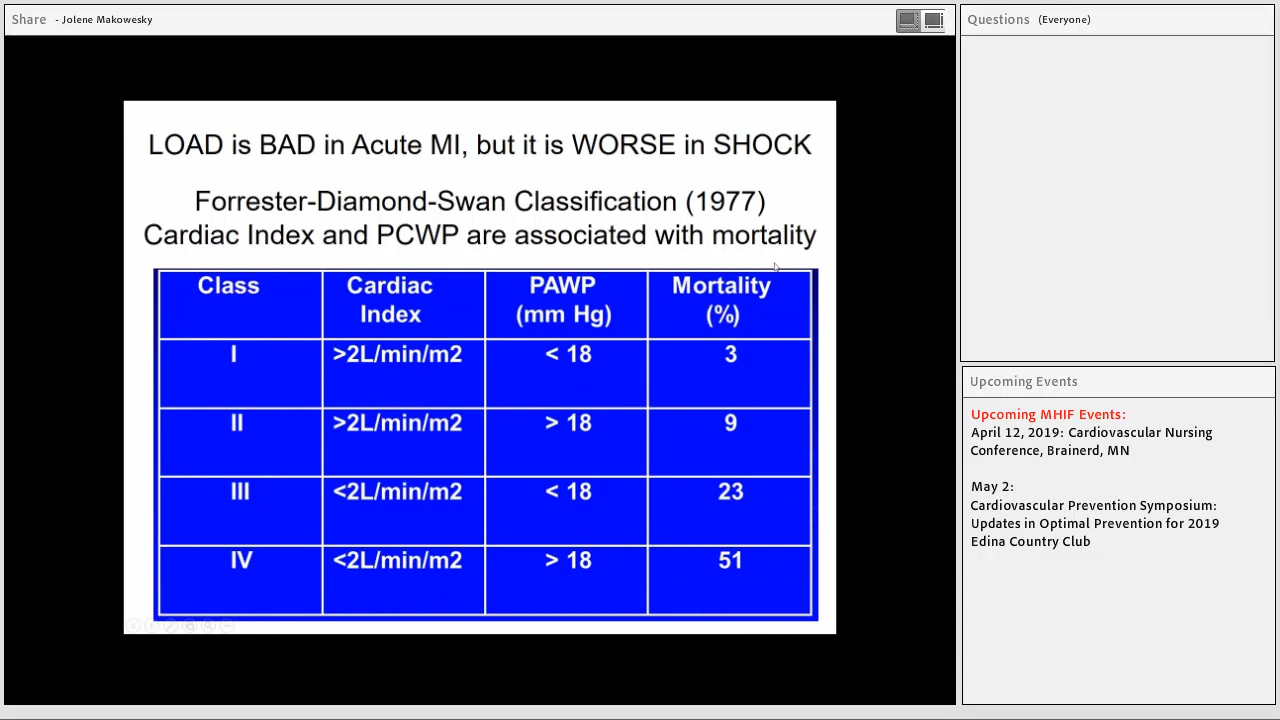 Share - Jolene Makowesky
LOAD is BAD in Acute MI, but it is WORSE in SHOCK
Forrester-Diamond-Swan Classification (1977)
Cardiac Index and PCWP are associated with mortality
Class Cardiac Index PAWP (mm Hg) Mortality (%)
I >2L/min/m2 < 18 3
II >2L/min/m2 > 18 9
III <2L/min/m2 < 18 23
IV <2L/min/m2 > 18 51
Questions (Everyone)
Upcoming Events
Upcoming MHIF Events:
April 12, 2019: Cardiovascular Nursing
Conference, Brainerd, MN
May 2:
Cardiovascular Prevention Symposium:
Updates in Optimal Prevention for 2019
Edina Country Club